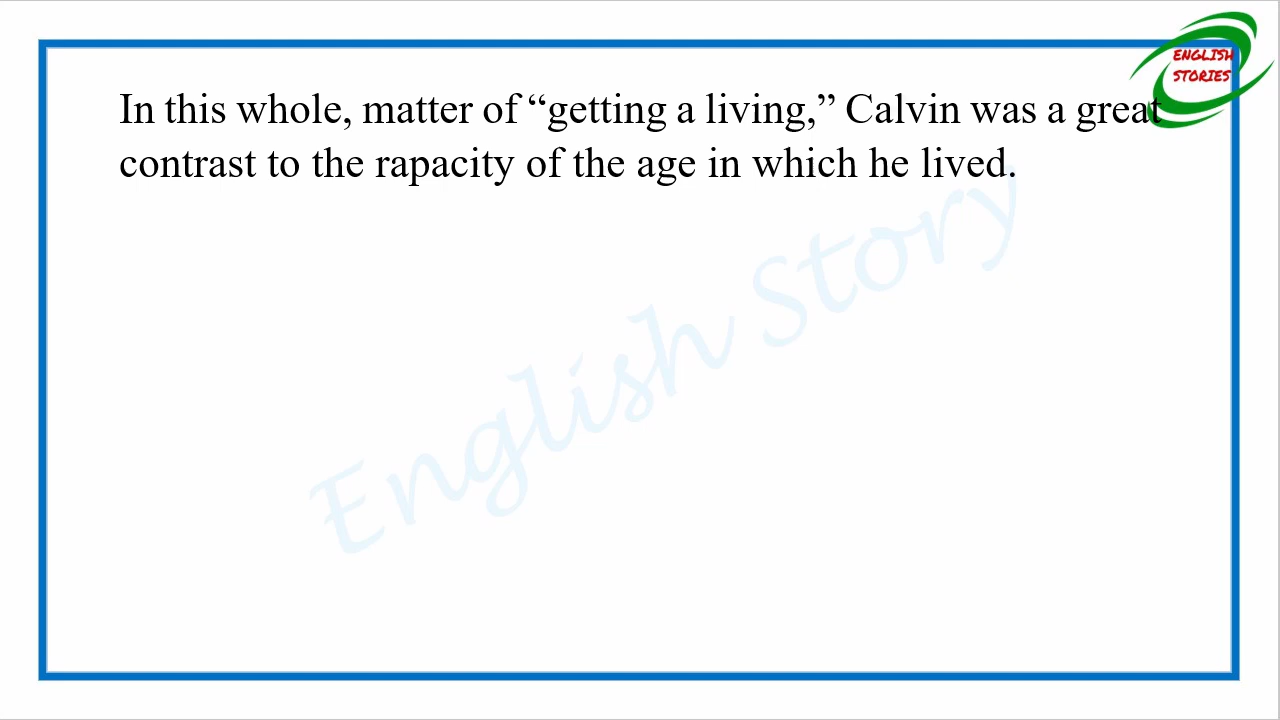 ENGLISH
STORIES
In this whole, matter of “getting a living,” Calvin was a great
contrast to the rapacity of the age in which he lived.
English Story